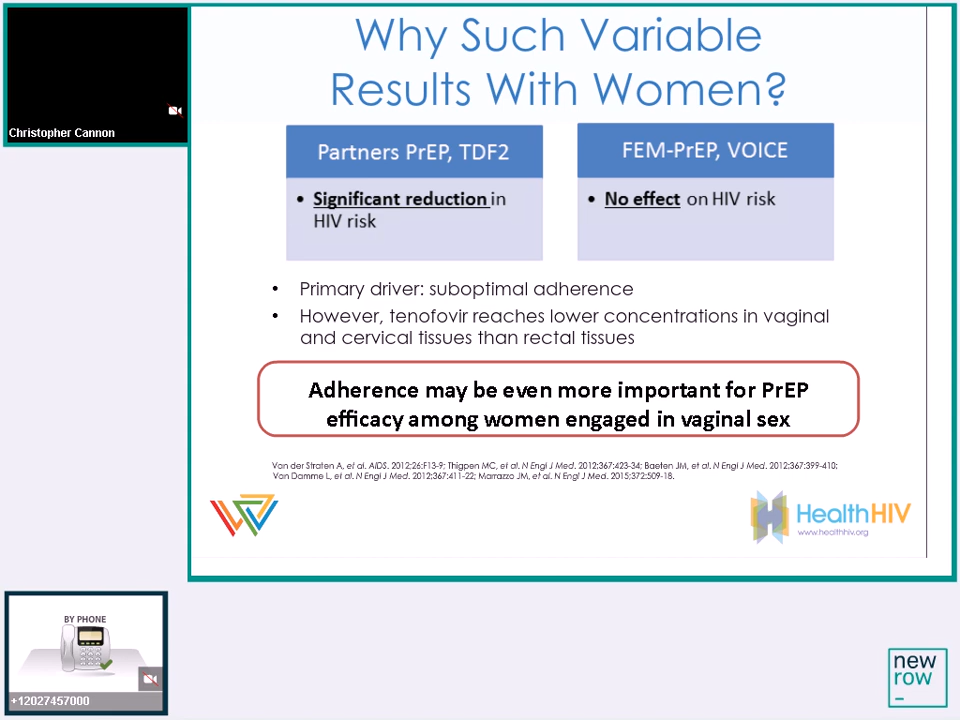 Christopher Cannon
Why Such Variable
Results With Women?
Partners PrEP, TDF2
• Significant reduction in
HIV risk
FEM-PrEP, VOICE
• No effect on HIV risk
• Primary driver: suboptimal adherence
• However, tenofovir reaches lower concentrations in vaginal
and cervical tissues than rectal tissues
Adherence may be even more important for PrEP
efficacy among women engaged in vaginal sex
Van der Straten A, et al. AIDS. 2012;26:F13-9; Thigpen MC, et al. N Engl J Med. 2012;367:423-34; Baeten JM, et al. N Engl J Med. 2012;367:399-410;
Van Damme L, et al. N Engl J Med. 2012;367:411-22; Marrazzo JM, et al. N Engl J Med. 2015;372:509-18.
HealthHIV
www.healthhiv.org
BY PHONE
+12027457000
new
row